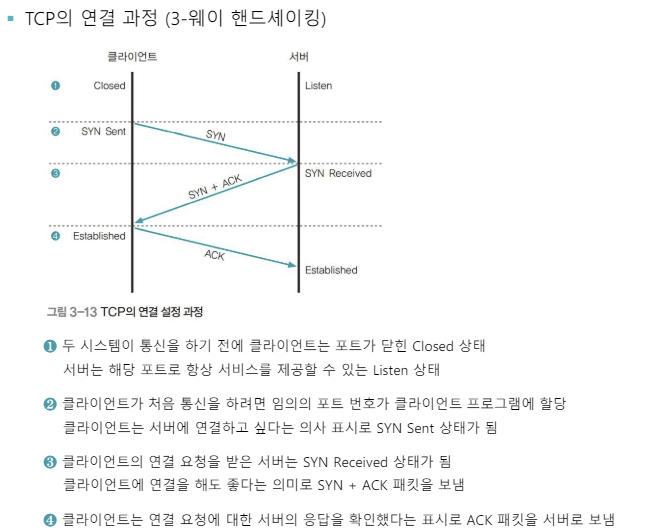 TCP의 연결 과정 (3-웨이 핸드셰이킹)
클라이언트 서버
❶ Closed Listen
❷ SYN Sent SYN
❸ SYN Received
SYN + ACK
❹ Established
ACK
Established
그림 3-13 TCP의 연결 설정 과정
❶ 두 시스템이 통신을 하기 전에 클라이언트는 포트가 닫힌 Closed 상태
서버는 해당 포트로 항상 서비스를 제공할 수 있는 Listen 상태
❷ 클라이언트가 처음 통신을 하려면 임의의 포트 번호가 클라이언트 프로그램에 할당
클라이언트는 서버에 연결하고 싶다는 의사 표시로 SYN Sent 상태가 됨
❸ 클라이언트의 연결 요청을 받은 서버는 SYN Received 상태가 됨
클라이언트에 연결을 해도 좋다는 의미로 SYN + ACK 패킷을 보냄
❹ 클라이언트는 연결 요청에 대한 서버의 응답을 확인했다는 표시로 ACK 패킷을 서버로 보냄